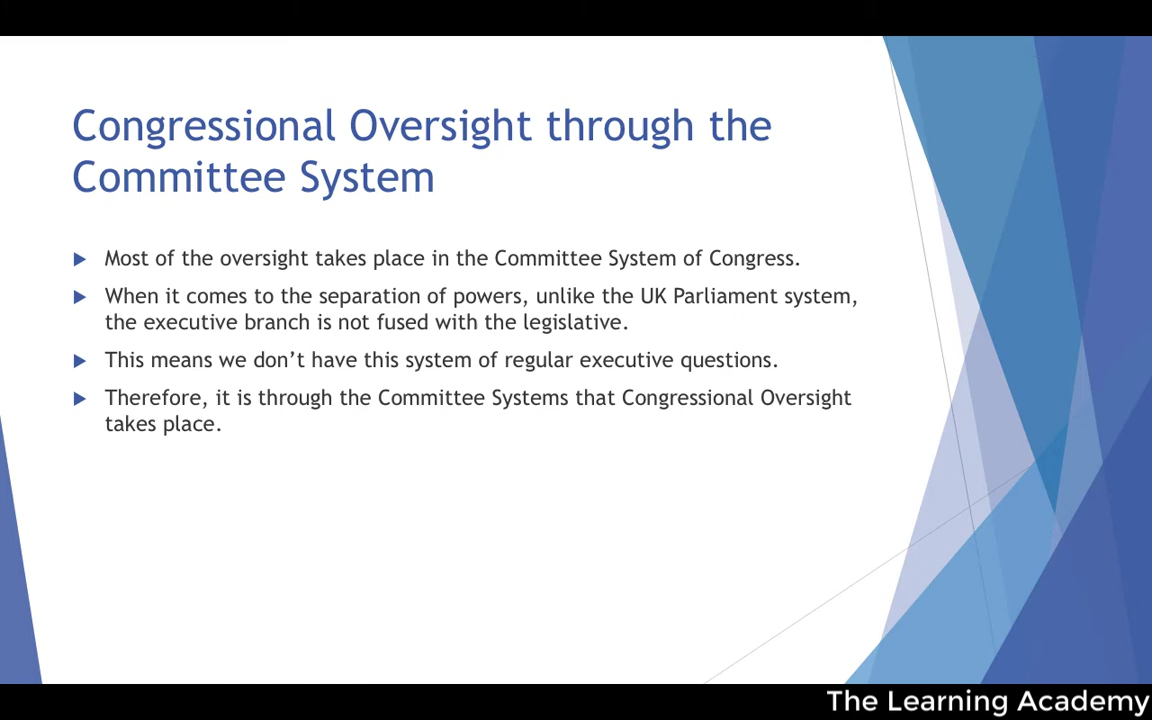 Congressional Oversight through the
Committee System
Most of the oversight takes place in the Committee System of Congress.
When it comes to the separation of powers, unlike the UK Parliament system,
the executive branch is not fused with the legislative.
This means we don’t have this system of regular executive questions.
Therefore, it is through the Committee Systems that Congressional Oversight
takes place.
The Learning Academy